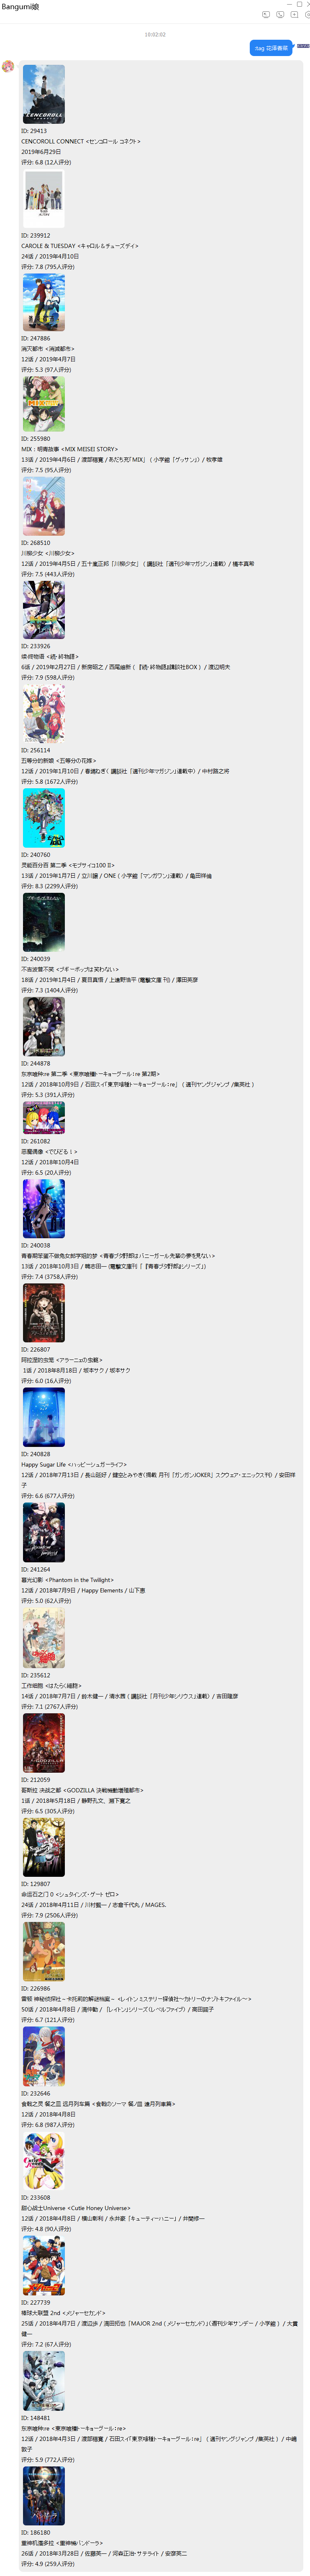 Bangumi娘
18:02:02
:tag 花泽香菜
ID: 29413
CENCOROLL CONNECT <センコロール コネクト>
2019年6月29日
评分: 6.8 (12人评分)
ID: 239912
CAROLE & TUESDAY <キャロル&チューズデイ>
24话 / 2019年4月10日
评分: 7.8 (795人评分)
ID: 247886
消灭都市 <消滅都市>
12话 / 2019年4月7日
评分: 5.3 (97人评分)
ID: 255980
MIX：明青故事 <MIX MEISEI STORY>
13话 / 2019年4月6日 / 渡部穏寛 / あだち充「MIX」（小学館「ゲッサン」）/ 牧孝雄
评分: 7.5 (95人评分)
ID: 268510
川柳少女 <川柳少女>
12话 / 2019年4月5日 / 五十嵐正邦「川柳少女」（講談社「週刊少年マガジン」連載）/ 橋本真希
评分: 7.5 (443人评分)
ID: 233926
续·终物语 <続・終物語>
6话 / 2019年2月27日 / 新房昭之 / 西尾維新（『続・終物語』講談社BOX）/ 渡辺明夫
评分: 7.9 (598人评分)
ID: 256114
五等分的新娘 <五等分の花嫁>
12话 / 2019年1月10日 / 春場ねぎ（ 講談社「週刊少年マガジン」連載中）/ 中村路之将
评分: 5.8 (1672人评分)
ID: 240760
灵能百分百 第二季 <モブサイコ100 II>
13话 / 2019年1月7日 / 立川譲 / ONE（小学館「マンガワン」連載）/ 亀田祥倫
评分: 8.3 (2299人评分)
ID: 240039
不吉波普不笑 <ブギーポップは笑わない>
18话 / 2019年1月4日 / 夏目真悟 / 上遠野浩平 (電撃文庫 刊) / 澤田英彦
评分: 7.3 (1404人评分)
ID: 244878
东京喰种:re 第二季 <東京喰種トーキョーグール：re 第2期>
12话 / 2018年10月9日 / 石田スイ『東京喰種トーキョーグール：re』（週刊ヤングジャンプ /集英社）
评分: 5.3 (391人评分)
ID: 261082
恶魔偶像 <でびどる！>
12话 / 2018年10月4日
评分: 6.5 (20人评分)
ID: 240038
青春期笨蛋不做兔女郎学姐的梦 <青春ブタ野郎はバニーガール先輩の夢を見ない>
13话 / 2018年10月3日 / 鴨志田一 (電撃文庫刊『『青春ブタ野郎』シリーズ』)
评分: 7.4 (3758人评分)
ID: 226807
阿拉涅的虫笼 <アラーニェの虫籠>
1话 / 2018年8月18日 / 坂本サク / 坂本サク
评分: 6.0 (16人评分)
ID: 240828
Happy Sugar Life <ハッピーシュガーライフ>
12话 / 2018年7月13日 / 長山延好 / 鍵空とみやき（掲載 月刊「ガンガンJOKER」スクウェア・エニックス刊） / 安田祥
子
评分: 6.6 (677人评分)
ID: 241264
暮光幻影 <Phantom in the Twilight>
12话 / 2018年7月9日 / Happy Elements / 山下恵
评分: 5.0 (62人评分)
ID: 235612
工作细胞 <はたらく細胞>
14话 / 2018年7月7日 / 鈴木健一 / 清水茜（講談社「月刊少年シリウス」連載）/ 吉田隆彦
评分: 7.1 (2767人评分)
ID: 212059
哥斯拉 决战之都 <GODZILLA 決戦機動増殖都市>
1话 / 2018年5月18日 / 静野孔文、瀬下寛之
评分: 6.5 (305人评分)
ID: 129807
命运石之门 0 <シュタインズ・ゲート ゼロ>
24话 / 2018年4月11日 / 川村賢一 / 志倉千代丸 / MAGES.
评分: 7.9 (2506人评分)
ID: 226986
雷顿 神秘侦探社～卡托莉的解谜档案～ <レイトン ミステリー探偵社～カトリーのナゾトキファイル～>
50话 / 2018年4月8日 / 滝仲動 / 『レイトン』シリーズ（レベルファイブ）/ 高田図子
评分: 6.7 (121人评分)
ID: 232646
食戟之灵 餐之皿 远月列车篇 <食戟のソーマ 餐ノ皿 遠月列車篇>
12话 / 2018年4月8日
评分: 6.8 (987人评分)
ID: 233608
甜心战士Universe <Cutie Honey Universe>
12话 / 2018年4月8日 / 横山彰利 / 永井豪「キューティーハニー」/ 井関修一
评分: 4.8 (90人评分)
ID: 227739
棒球大联盟 2nd <メジャーセカンド>
25话 / 2018年4月7日 / 渡辺歩 / 満田拓也「MAJOR 2nd（メジャーセカンド）」（週刊少年サンデー / 小学館） / 大貫
健一
评分: 7.2 (67人评分)
ID: 148481
东京喰种:re <東京喰種トーキョーグール：re>
12话 / 2018年4月3日 / 渡部穏寛 / 石田スイ『東京喰種トーキョーグール：re』（週刊ヤングジャンプ /集英社）/ 中嶋
敦子
评分: 5.9 (772人评分)
ID: 186180
重神机潘多拉 <重神機パンドーラ>
26话 / 2018年3月28日 / 佐藤英一 / 河森正治・サテライト / 安彦英二
评分: 4.9 (259人评分)